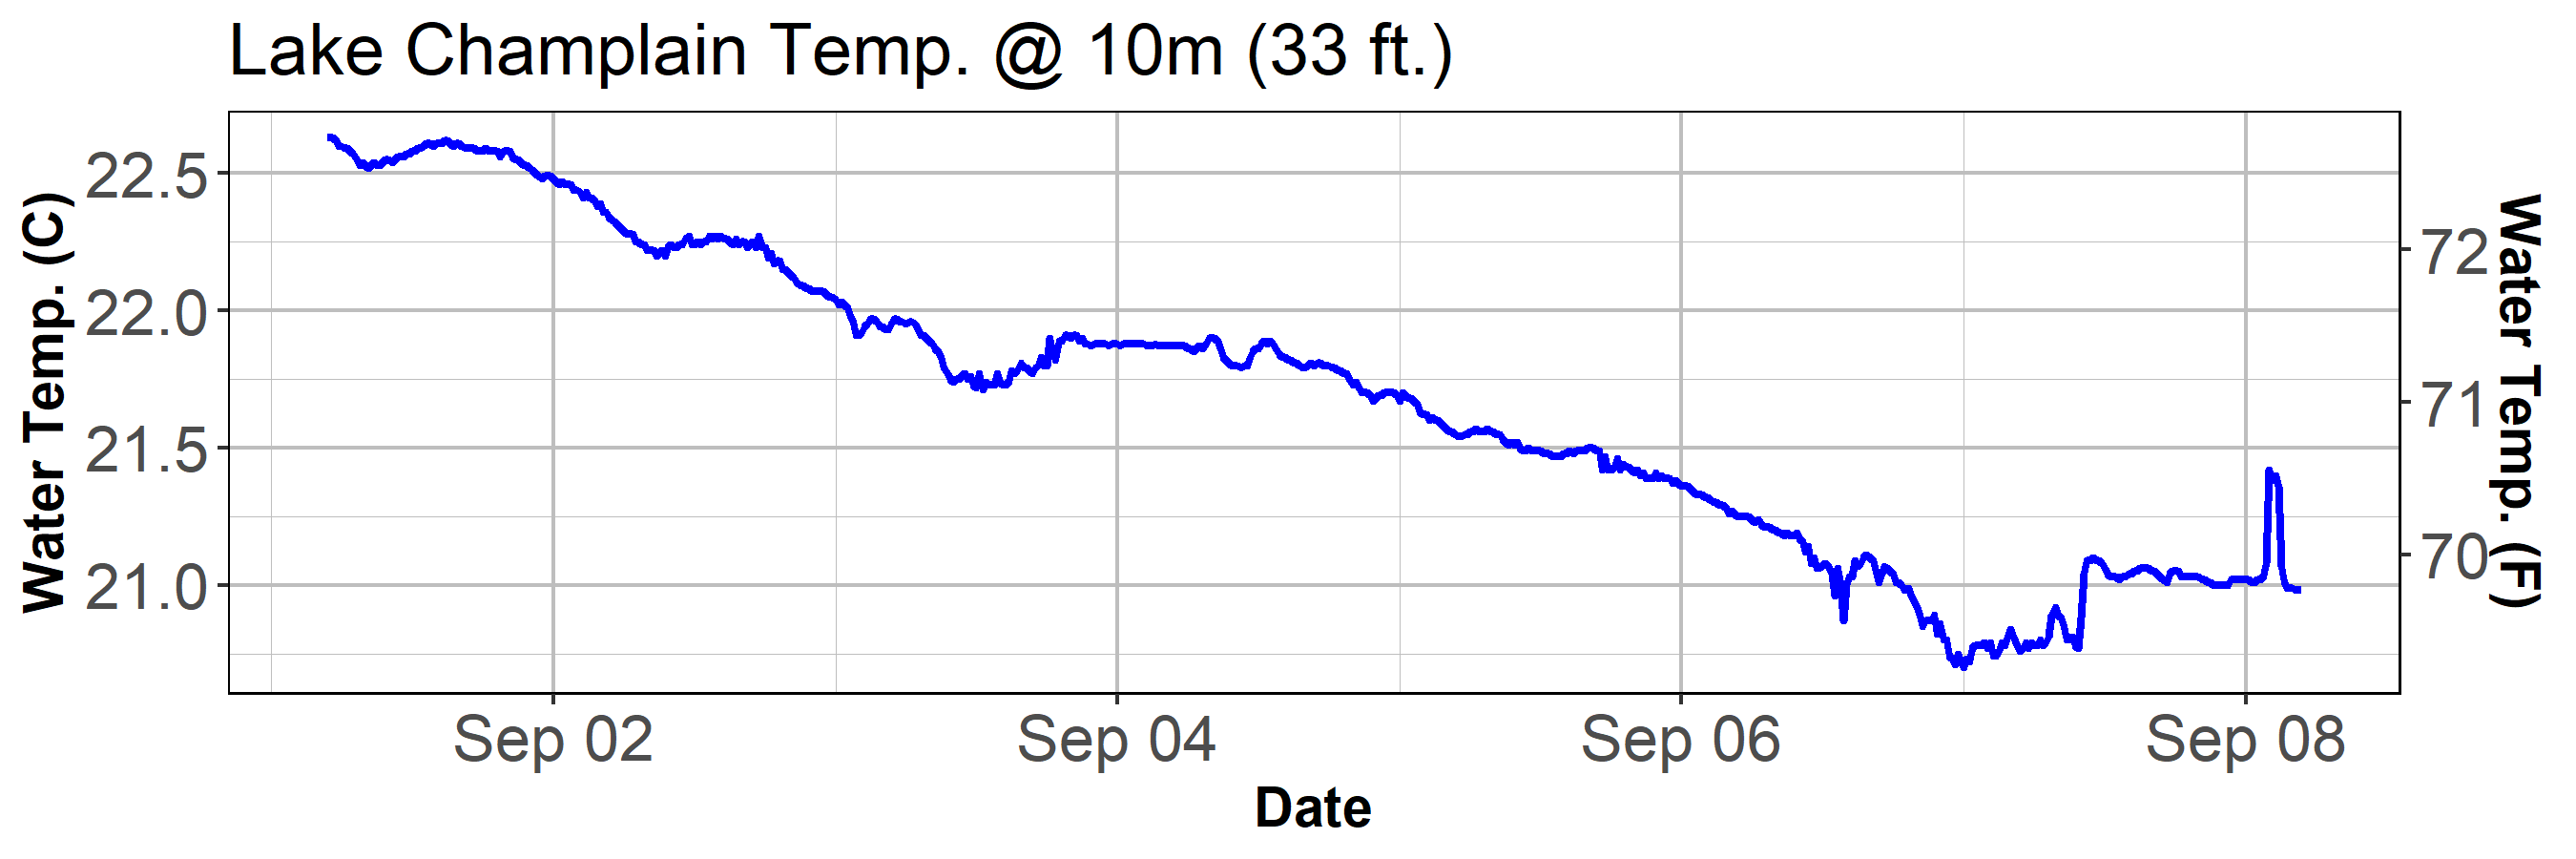 Lake Champlain Temp. @ 10m (33 ft.)
Water Temp. (C)
22.5
22.0
21.5
21.0
72
71
70
Water Temp. (F)
Sep 02 Sep 04 Sep 06 Sep 08
Date